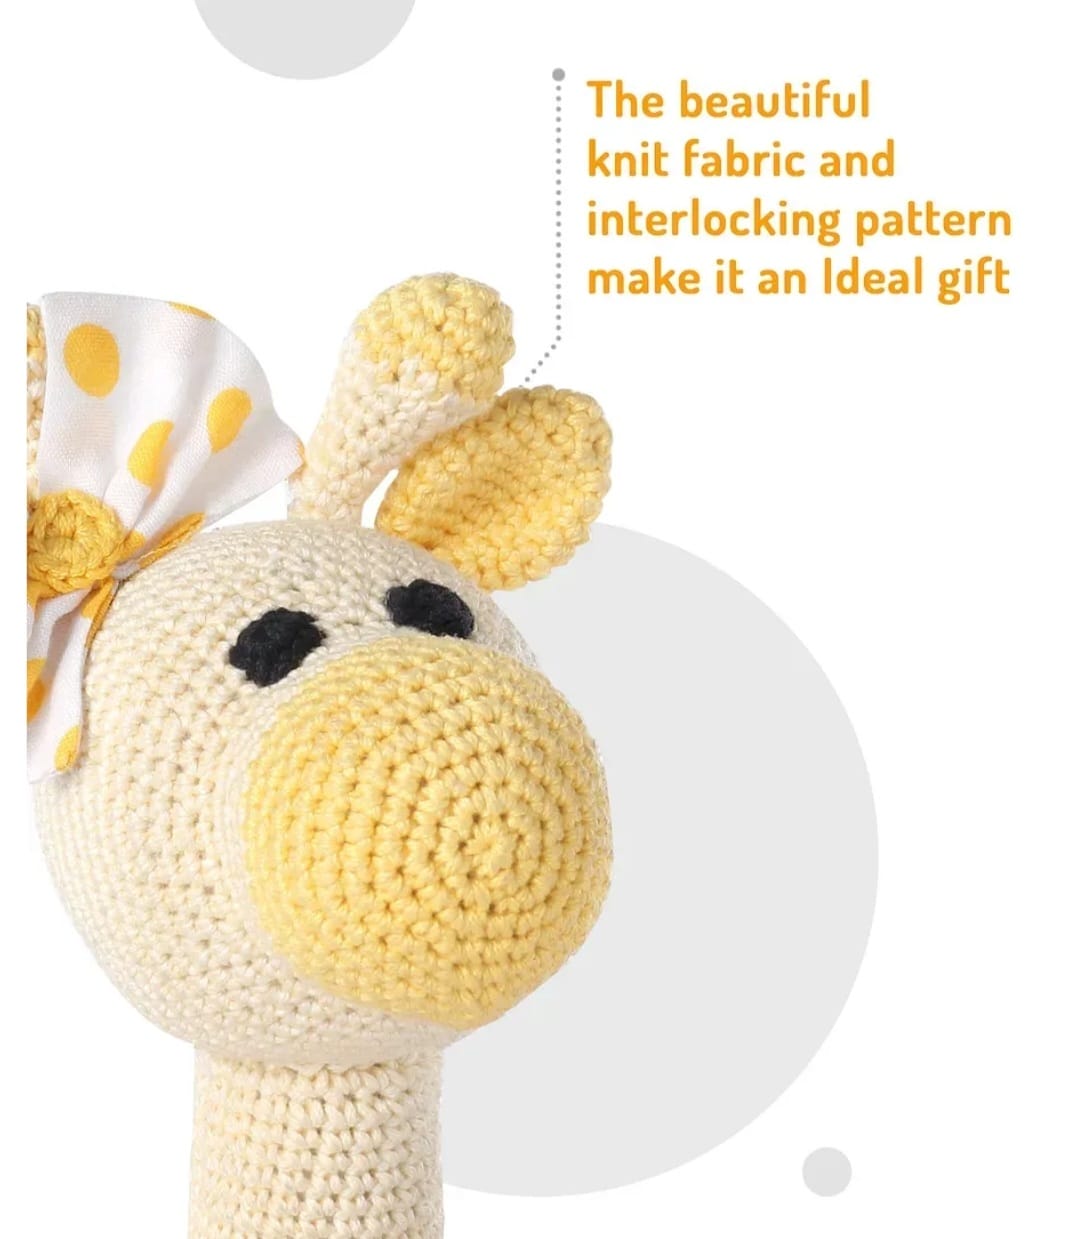 The beautiful
knit fabric and
interlocking pattern
make it an Ideal gift